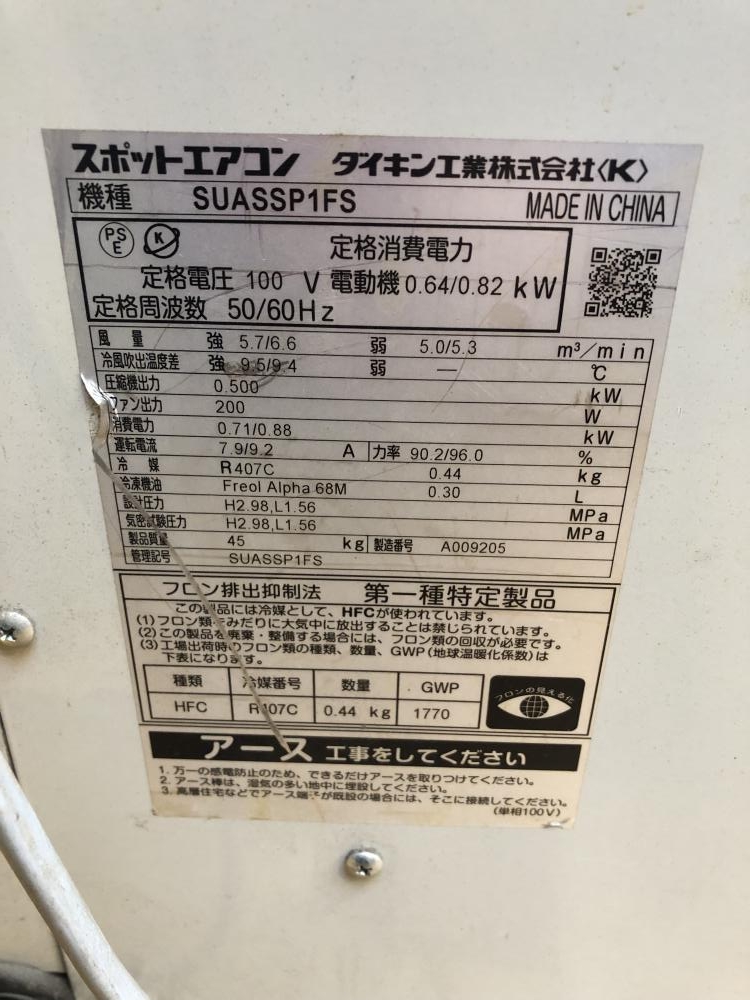 スポットエアコン ダイキン工業株式会社〈K〉
機種 SUASSP1FS MADE IN CHINA
PS E K 定格消費電力
定格電圧 100 V 電動機 0.64/0.82 kW
定格周波数 50/60Hz
風量 強 5.7/6.6 弱 5.0/5.3 m³/min
冷風吹出温度差 強 9.5/9.4 弱 — ℃
圧縮機出力 0.500 kW
ファン出力 200 W
消費電力 0.71/0.88 kW
運転電流 7.9/9.2 A 力率 90.2/96.0 %
冷媒 R407C 0.44 kg
冷凍機油 Freol Alpha 68M 0.30 L
設計圧力 H2.98,L1.56 MPa
気密試験圧力 H2.98,L1.56 MPa
製品質量 45 kg 製造番号 A009205
管理記号 SUASSP1FS
フロン排出抑制法 第一種特定製品
この製品には冷媒として、HFCが使われています。
(1)フロン類をみだりに大気中に放出することは禁じられています。
(2)この製品を廃棄・整備する場合には、フロン類の回収が必要です。
(3)工場出荷時のフロン類の種類、数量、GWP(地球温暖化係数)は
下表になります。
種類 冷媒番号 数量 GWP
HFC R407C 0.44 kg 1770
フロンの見える化
アース 工事をしてください
1. 万一の感電防止のため、できるだけアースを取りつけてください。
2. アース棒は、湿気の多い地中に埋設してください。
3. 高層住宅などでアース端子が既設の場合には、そこに接続してください。
(単相100V)